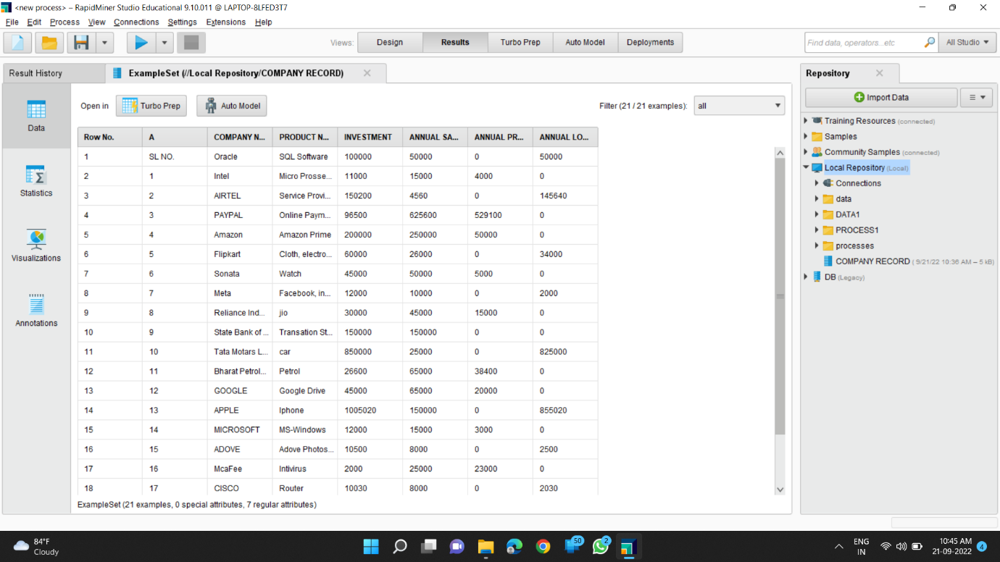 <new process> – RapidMiner Studio Educational 9.10.011 @ LAPTOP-8LFED3T7
File Edit Process View Connections Settings Extensions Help
Views: Design Results Turbo Prep Auto Model Deployments Find data, operators...etc All Studio
Result History ExampleSet (//Local Repository/COMPANY RECORD) Repository
Open in Turbo Prep Auto Model Filter (21 / 21 examples): all
Data
Statistics
Visualizations
Annotations
Row No. A COMPANY N... PRODUCT N... INVESTMENT ANNUAL SA... ANNUAL PR... ANNUAL LO...
1 SL NO. Oracle SQL Software 100000 50000 0 50000
2 1 Intel Micro Prosse... 11000 15000 4000 0
3 2 AIRTEL Service Provi... 150200 4560 0 145640
4 3 PAYPAL Online Paym... 96500 625600 529100 0
5 4 Amazon Amazon Prime 200000 250000 50000 0
6 5 Flipkart Cloth, electro... 60000 26000 0 34000
7 6 Sonata Watch 45000 50000 5000 0
8 7 Meta Facebook, in... 12000 10000 0 2000
9 8 Reliance Ind... jio 30000 45000 15000 0
10 9 State Bank of ... Transation St... 150000 150000 0 0
11 10 Tata Motars L... car 850000 25000 0 825000
12 11 Bharat Petrol... Petrol 26600 65000 38400 0
13 12 GOOGLE Google Drive 45000 65000 20000 0
14 13 APPLE Iphone 1005020 150000 0 855020
15 14 MICROSOFT MS-Windows 12000 15000 3000 0
16 15 ADOVE Adove Photos... 10500 8000 0 2500
17 16 McaFee Intivirus 2000 25000 23000 0
18 17 CISCO Router 10030 8000 0 2030
ExampleSet (21 examples, 0 special attributes, 7 regular attributes)
Import Data
Training Resources (connected)
Samples
Community Samples (connected)
Local Repository (Local)
Connections
data
DATA1
PROCESS1
processes
COMPANY RECORD ( 9/21/22 10:36 AM – 5 kB)
DB (Legacy)
84°F
Cloudy
50
2
ENG
IN
10:45 AM
21-09-2022
4